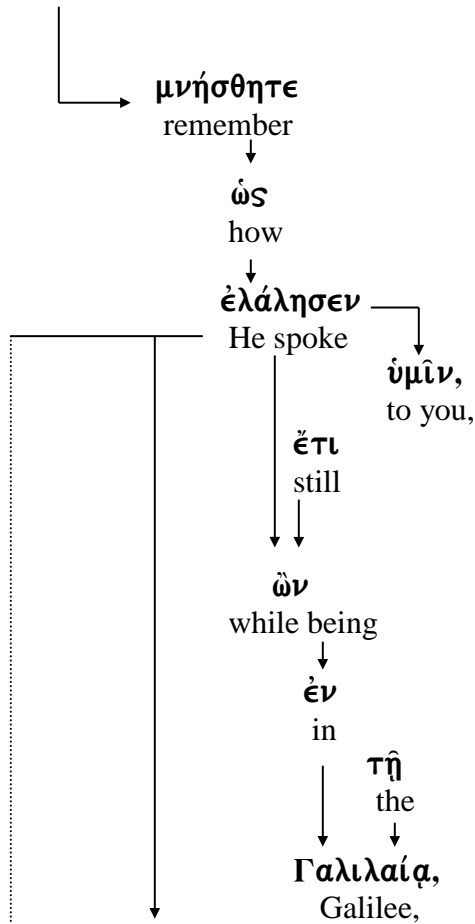 μνήσθητε
remember
ὡς
how
ἐλάλησεν
He spoke
ὑμῖν,
to you,
ἔτι
still
ὢν
while being
ἐν
in
τῇ
the
Γαλιλαίᾳ,
Galilee,